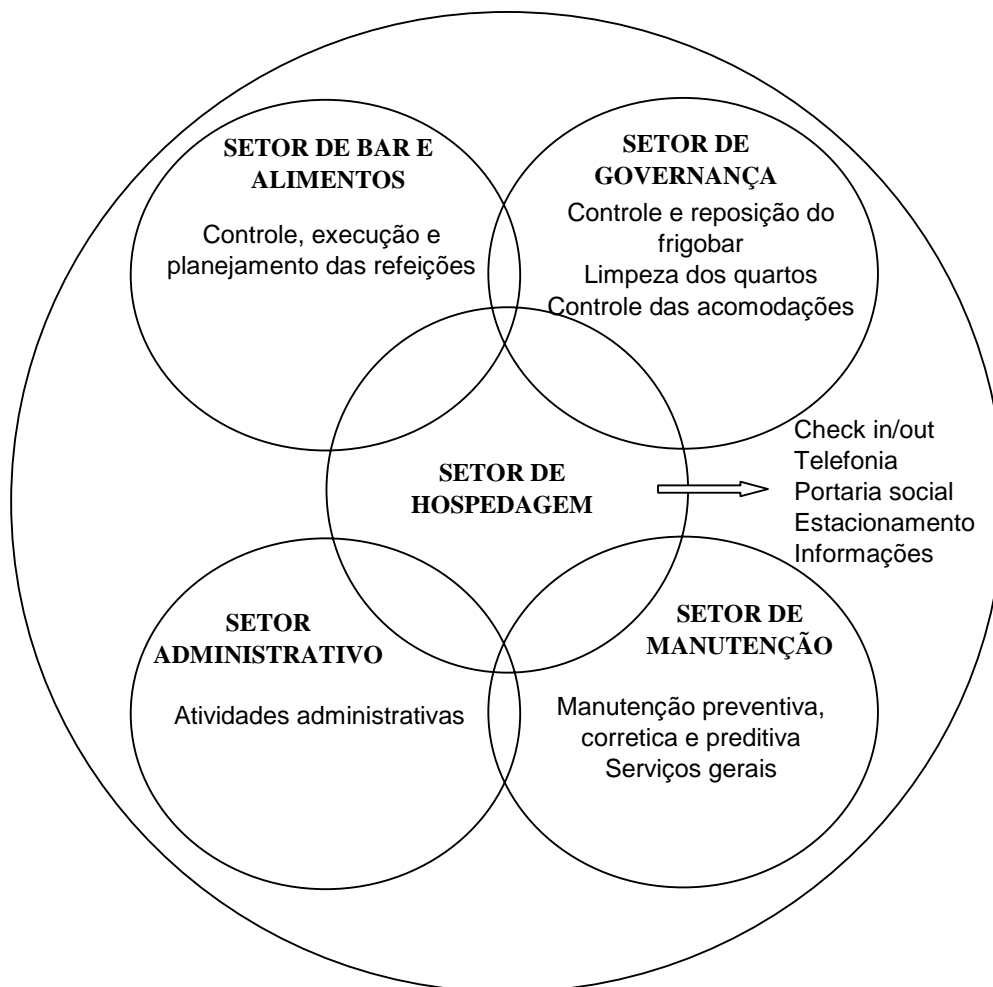 SETOR DE BAR E
ALIMENTOS
Controle, execução e
planejamento das refeições
SETOR DE
GOVERNANÇA
Controle e reposição do
frigobar
Limpeza dos quartos
Controle das acomodações
SETOR DE
HOSPEDAGEM
Check in/out
Telefonia
Portaria social
Estacionamento
Informações
SETOR
ADMINISTRATIVO
Atividades administrativas
SETOR DE
MANUTENÇÃO
Manutenção preventiva,
corretica e preditiva
Serviços gerais